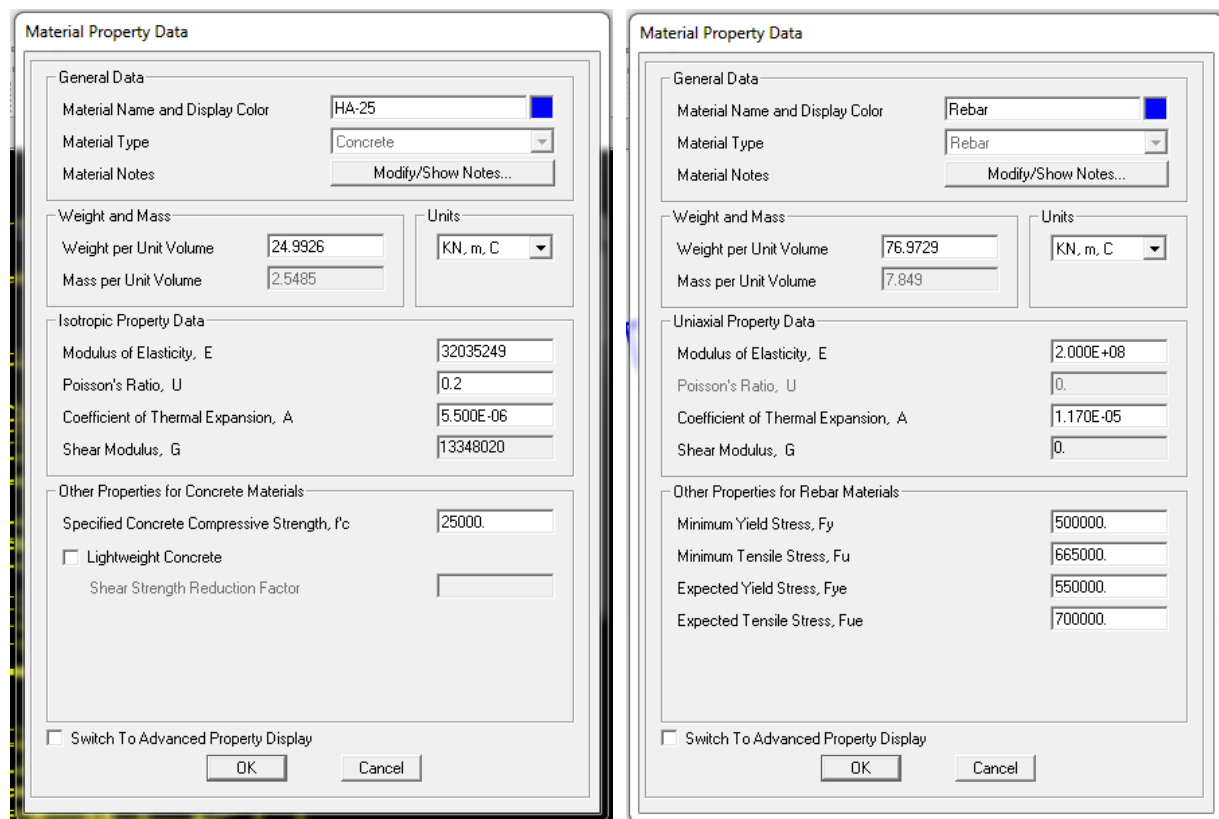 Material Property Data
General Data
Material Name and Display Color HA-25
Material Type Concrete
Material Notes Modify/Show Notes...
Weight and Mass
Weight per Unit Volume 24.9926
Mass per Unit Volume 2.5485
Units
KN, m, C
Isotropic Property Data
Modulus of Elasticity, E 32035249
Poisson's Ratio, U 0.2
Coefficient of Thermal Expansion, A 5.500E-06
Shear Modulus, G 13348020
Other Properties for Concrete Materials
Specified Concrete Compressive Strength, f'c 25000.
Lightweight Concrete
Shear Strength Reduction Factor
Switch To Advanced Property Display
OK Cancel
Material Property Data
General Data
Material Name and Display Color Rebar
Material Type Rebar
Material Notes Modify/Show Notes...
Weight and Mass
Weight per Unit Volume 76.9729
Mass per Unit Volume 7.849
Units
KN, m, C
Uniaxial Property Data
Modulus of Elasticity, E 2.000E+08
Poisson's Ratio, U 0.
Coefficient of Thermal Expansion, A 1.170E-05
Shear Modulus, G 0.
Other Properties for Rebar Materials
Minimum Yield Stress, Fy 500000.
Minimum Tensile Stress, Fu 665000.
Expected Yield Stress, Fye 550000.
Expected Tensile Stress, Fue 700000.
Switch To Advanced Property Display
OK Cancel